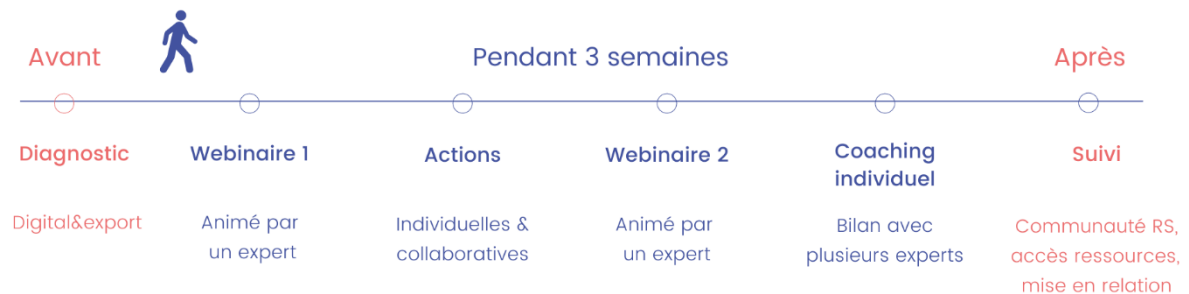 Avant
Pendant 3 semaines
Après
Diagnostic
Webinaire 1
Actions
Webinaire 2
Coaching
individuel
Suivi
Digital&export
Animé par
un expert
Individuelles &
collaboratives
Animé par
un expert
Bilan avec
plusieurs experts
Communauté RS,
accès ressources,
mise en relation